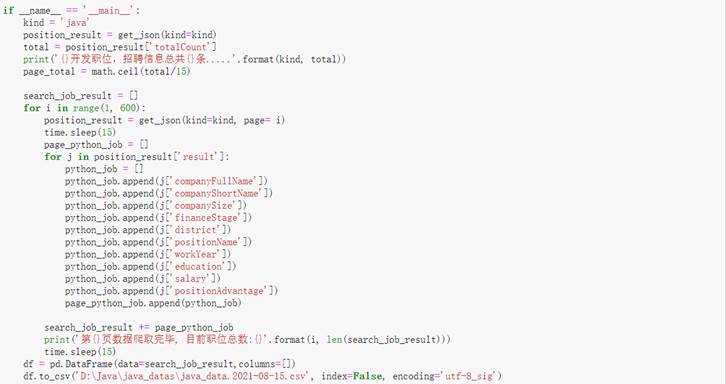 if __name__ == '__main__':
    kind = 'java'
    position_result = get_json(kind=kind)
    total = position_result['totalCount']
    print('{}开发职位，招聘信息总共{}条.....'.format(kind, total))
    page_total = math.ceil(total/15)

    search_job_result = []
    for i in range(1, 600):
        position_result = get_json(kind=kind, page= i)
        time.sleep(15)
        page_python_job = []
        for j in position_result['result']:
            python_job = []
            python_job.append(j['companyFullName'])
            python_job.append(j['companyShortName'])
            python_job.append(j['companySize'])
            python_job.append(j['financeStage'])
            python_job.append(j['district'])
            python_job.append(j['positionName'])
            python_job.append(j['workYear'])
            python_job.append(j['education'])
            python_job.append(j['salary'])
            python_job.append(j['positionAdvantage'])
            page_python_job.append(python_job)

        search_job_result += page_python_job
        print('第{}页数据爬取完毕, 目前职位总数:{}'.format(i, len(search_job_result)))
        time.sleep(15)
    df = pd.DataFrame(data=search_job_result,columns=[])
    df.to_csv('D:\Java\java_datas\java_data.2021-08-15.csv', index=False, encoding='utf-8_sig')